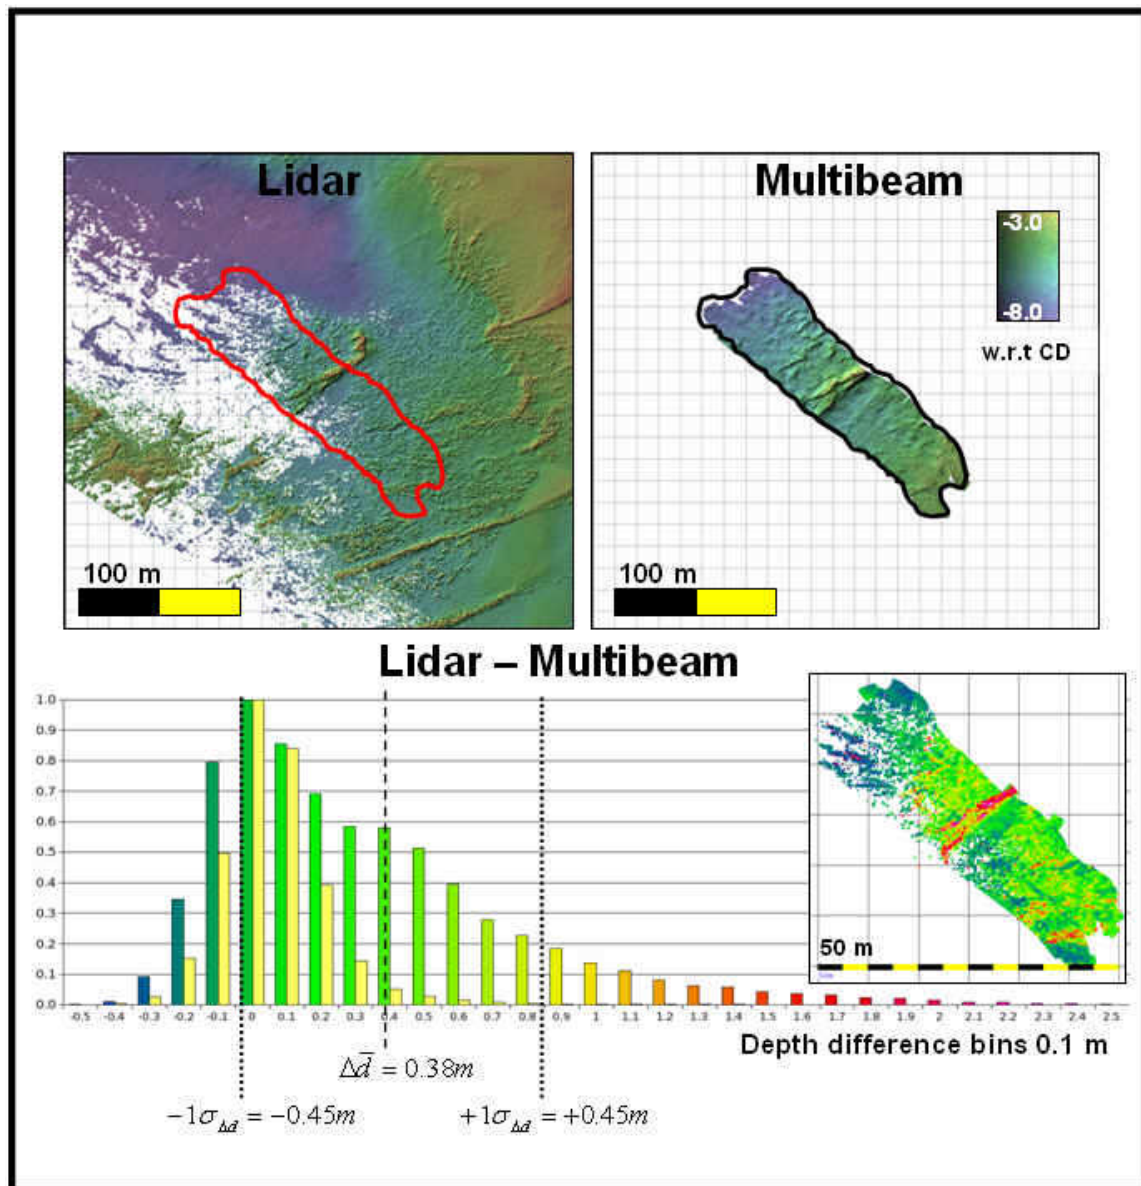 Lidar
Multibeam
-3.0
-8.0
w.r.t CD
100 m
100 m
Lidar – Multibeam
1.0
0.9
0.8
0.7
0.6
0.5
0.4
0.3
0.2
0.1
0.0
-0.5 -0.4 -0.3 -0.2 -0.1 0 0.1 0.2 0.3 0.4 0.5 0.6 0.7 0.8 0.9 1 1.1 1.2 1.3 1.4 1.5 1.6 1.7 1.8 1.9 2 2.1 2.2 2.3 2.4 2.5
50 m
Depth difference bins 0.1 m
Δd̅ = 0.38m
−1σΔd = −0.45m
+1σΔd = +0.45m